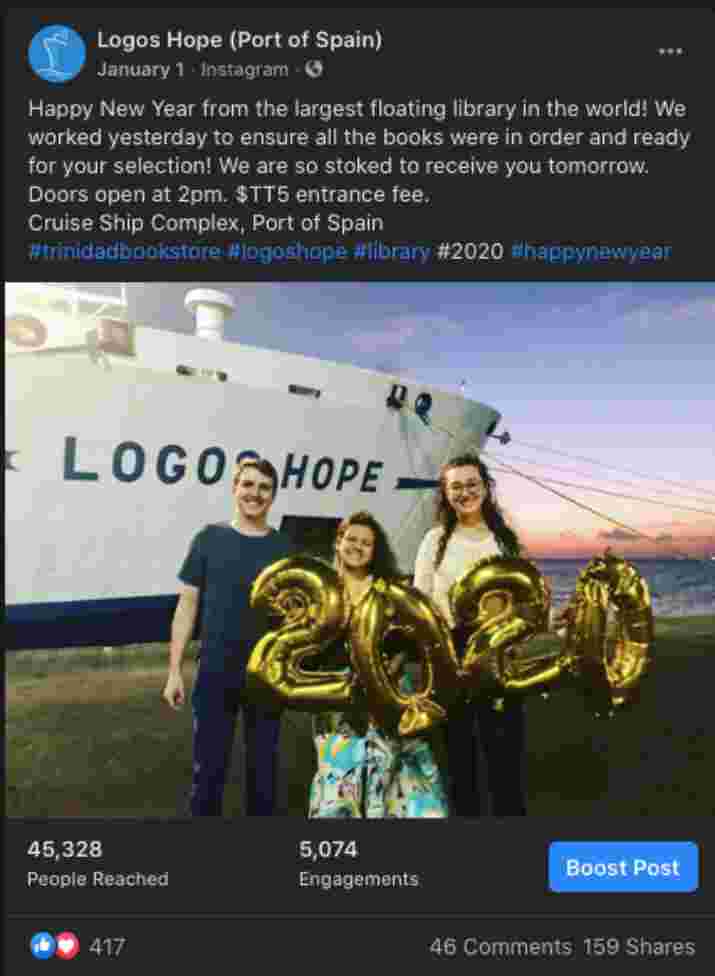 Logos Hope (Port of Spain)
January 1 · Instagram ·
Happy New Year from the largest floating library in the world! We
worked yesterday to ensure all the books were in order and ready
for your selection! We are so stoked to receive you tomorrow.
Doors open at 2pm. $TT5 entrance fee.
Cruise Ship Complex, Port of Spain
#trinidadbookstore #logoshope #library #2020 #happynewyear
LOGOS HOPE
2020
45,328
People Reached
5,074
Engagements
Boost Post
417
46 Comments 159 Shares